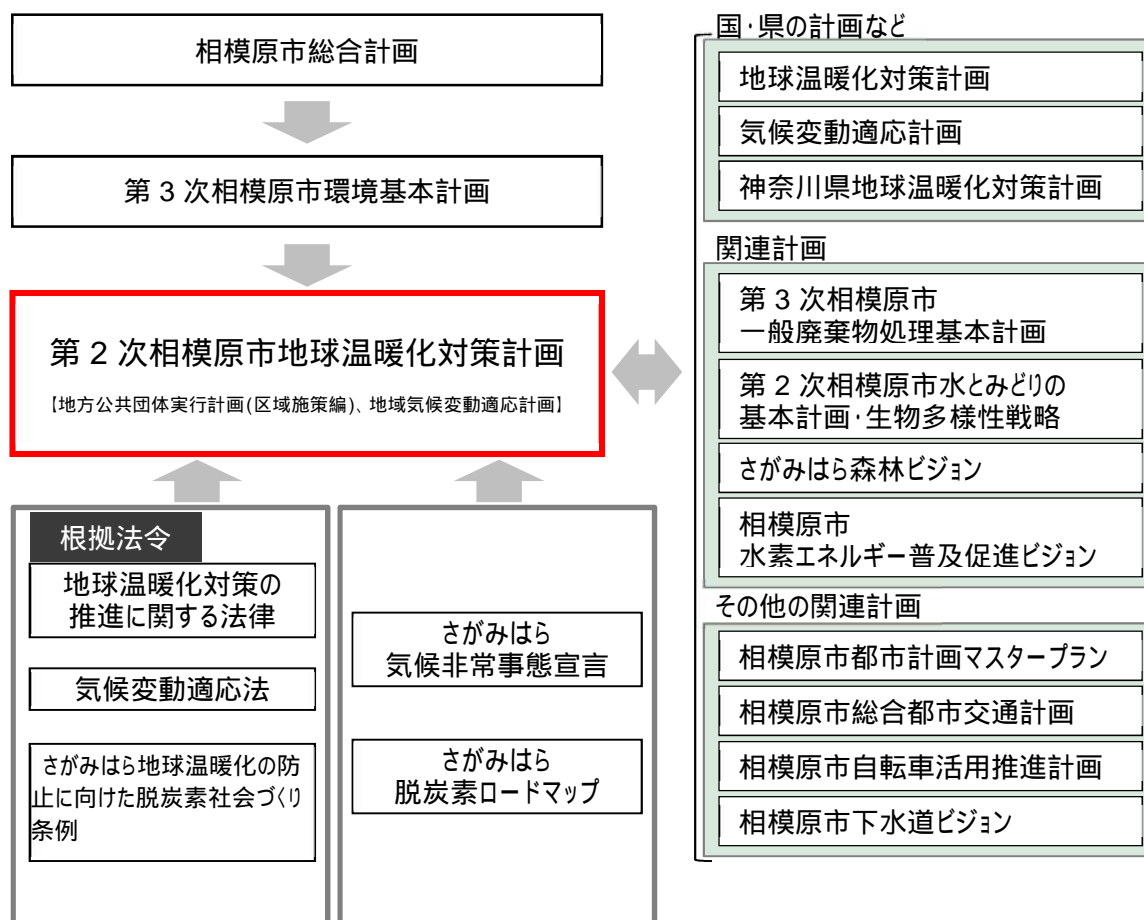 相模原市総合計画
第3次相模原市環境基本計画
第2次相模原市地球温暖化対策計画
【地方公共団体実行計画(区域施策編)、地域気候変動適応計画】
根拠法令
地球温暖化対策の
推進に関する法律
気候変動適応法
さがみはら地球温暖化の防
止に向けた脱炭素社会づくり
条例
さがみはら
気候非常事態宣言
さがみはら
脱炭素ロードマップ
国・県の計画など
地球温暖化対策計画
気候変動適応計画
神奈川県地球温暖化対策計画
関連計画
第3次相模原市
一般廃棄物処理基本計画
第2次相模原市水とみどりの
基本計画・生物多様性戦略
さがみはら森林ビジョン
相模原市
水素エネルギー普及促進ビジョン
その他の関連計画
相模原市都市計画マスタープラン
相模原市総合都市交通計画
相模原市自転車活用推進計画
相模原市下水道ビジョン